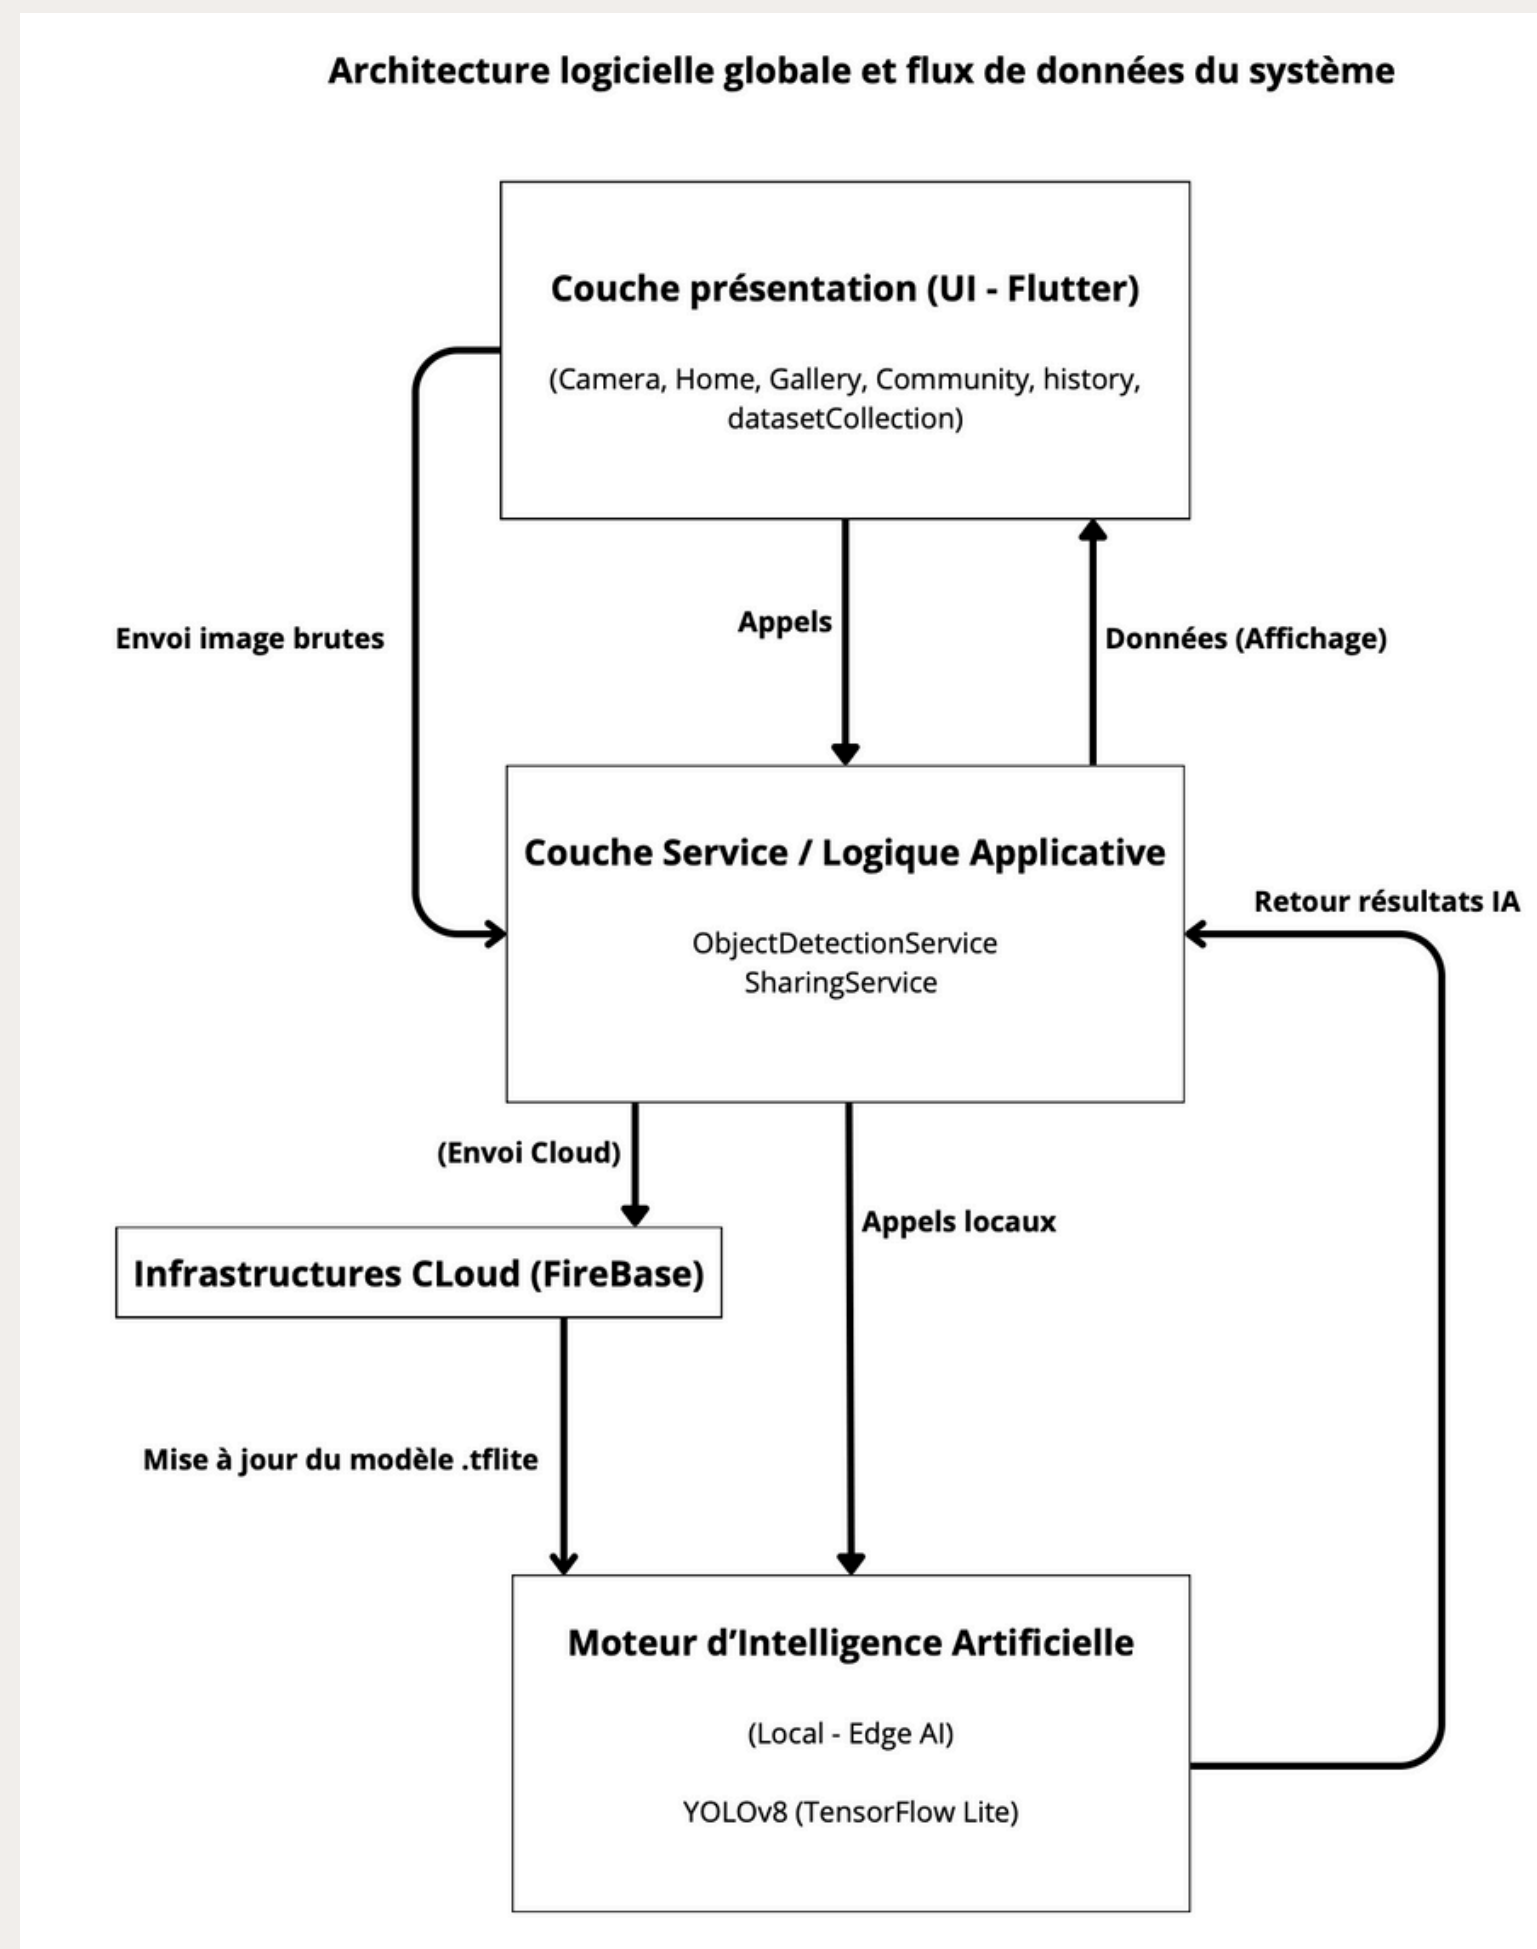 Architecture logicielle globale et flux de données du système
Couche présentation (UI - Flutter)
(Camera, Home, Gallery, Community, history,
datasetCollection)
Envoi image brutes
Appels
Données (Affichage)
Couche Service / Logique Applicative
ObjectDetectionService
SharingService
Retour résultats IA
(Envoi Cloud)
Appels locaux
Infrastructures CLoud (FireBase)
Mise à jour du modèle .tflite
Moteur d’Intelligence Artificielle
(Local - Edge AI)
YOLOv8 (TensorFlow Lite)